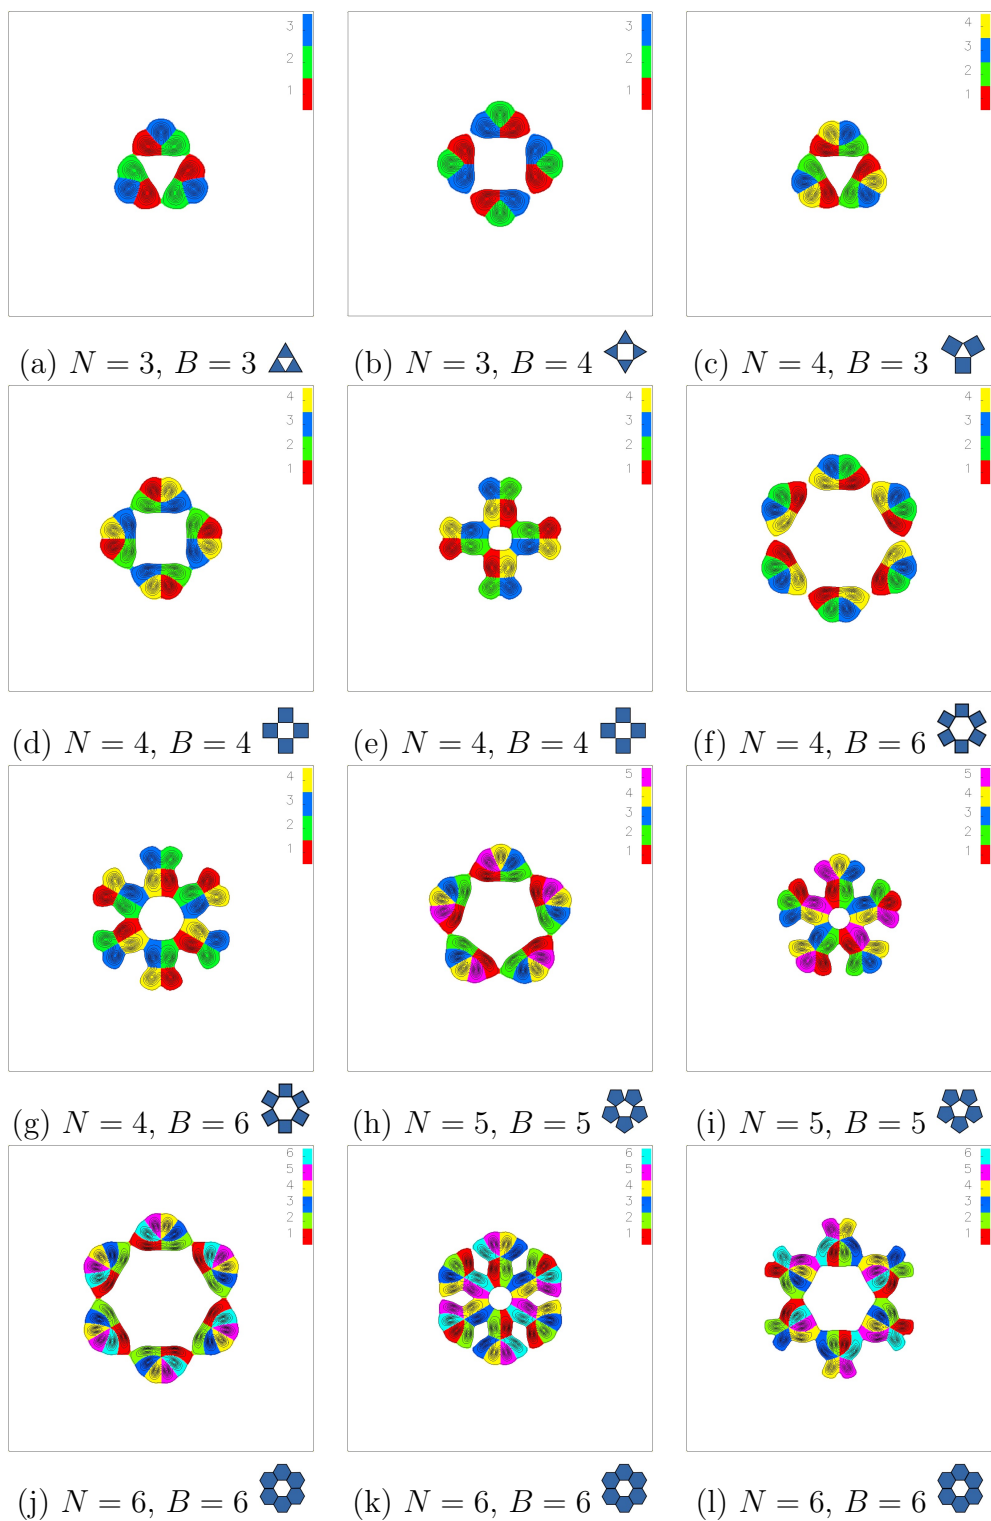 3 3 4
2 2 3
1 1 2
1
(a) N = 3, B = 3 (b) N = 3, B = 4 (c) N = 4, B = 3
4 4 4
3 3 3
2 2 2
1 1 1
(d) N = 4, B = 4 (e) N = 4, B = 4 (f) N = 4, B = 6
4 5 5
3 4 4
2 3 3
1 2 2
1 1
(g) N = 4, B = 6 (h) N = 5, B = 5 (i) N = 5, B = 5
6 6 6
5 5 5
4 4 4
3 3 3
2 2 2
1 1 1
(j) N = 6, B = 6 (k) N = 6, B = 6 (l) N = 6, B = 6